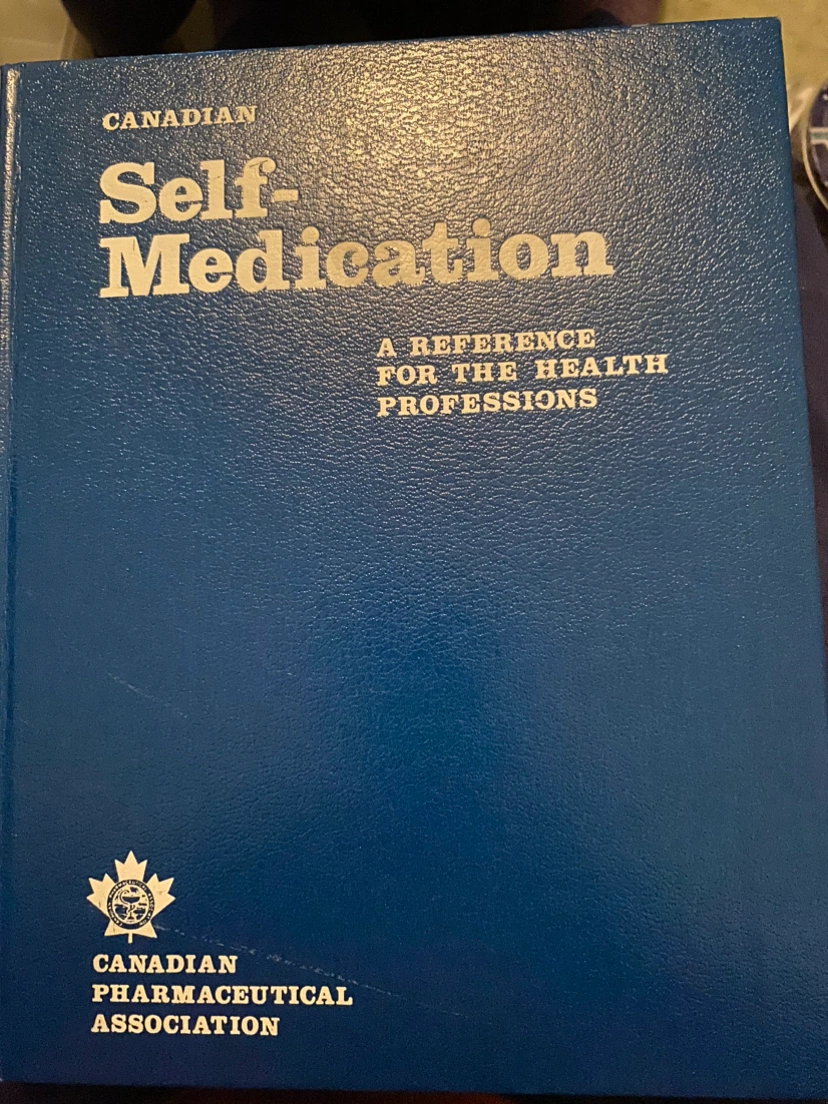 CANADIAN
Self-
Medication
A REFERENCE
FOR THE HEALTH
PROFESSIONS
CANADIAN
PHARMACEUTICAL
ASSOCIATION